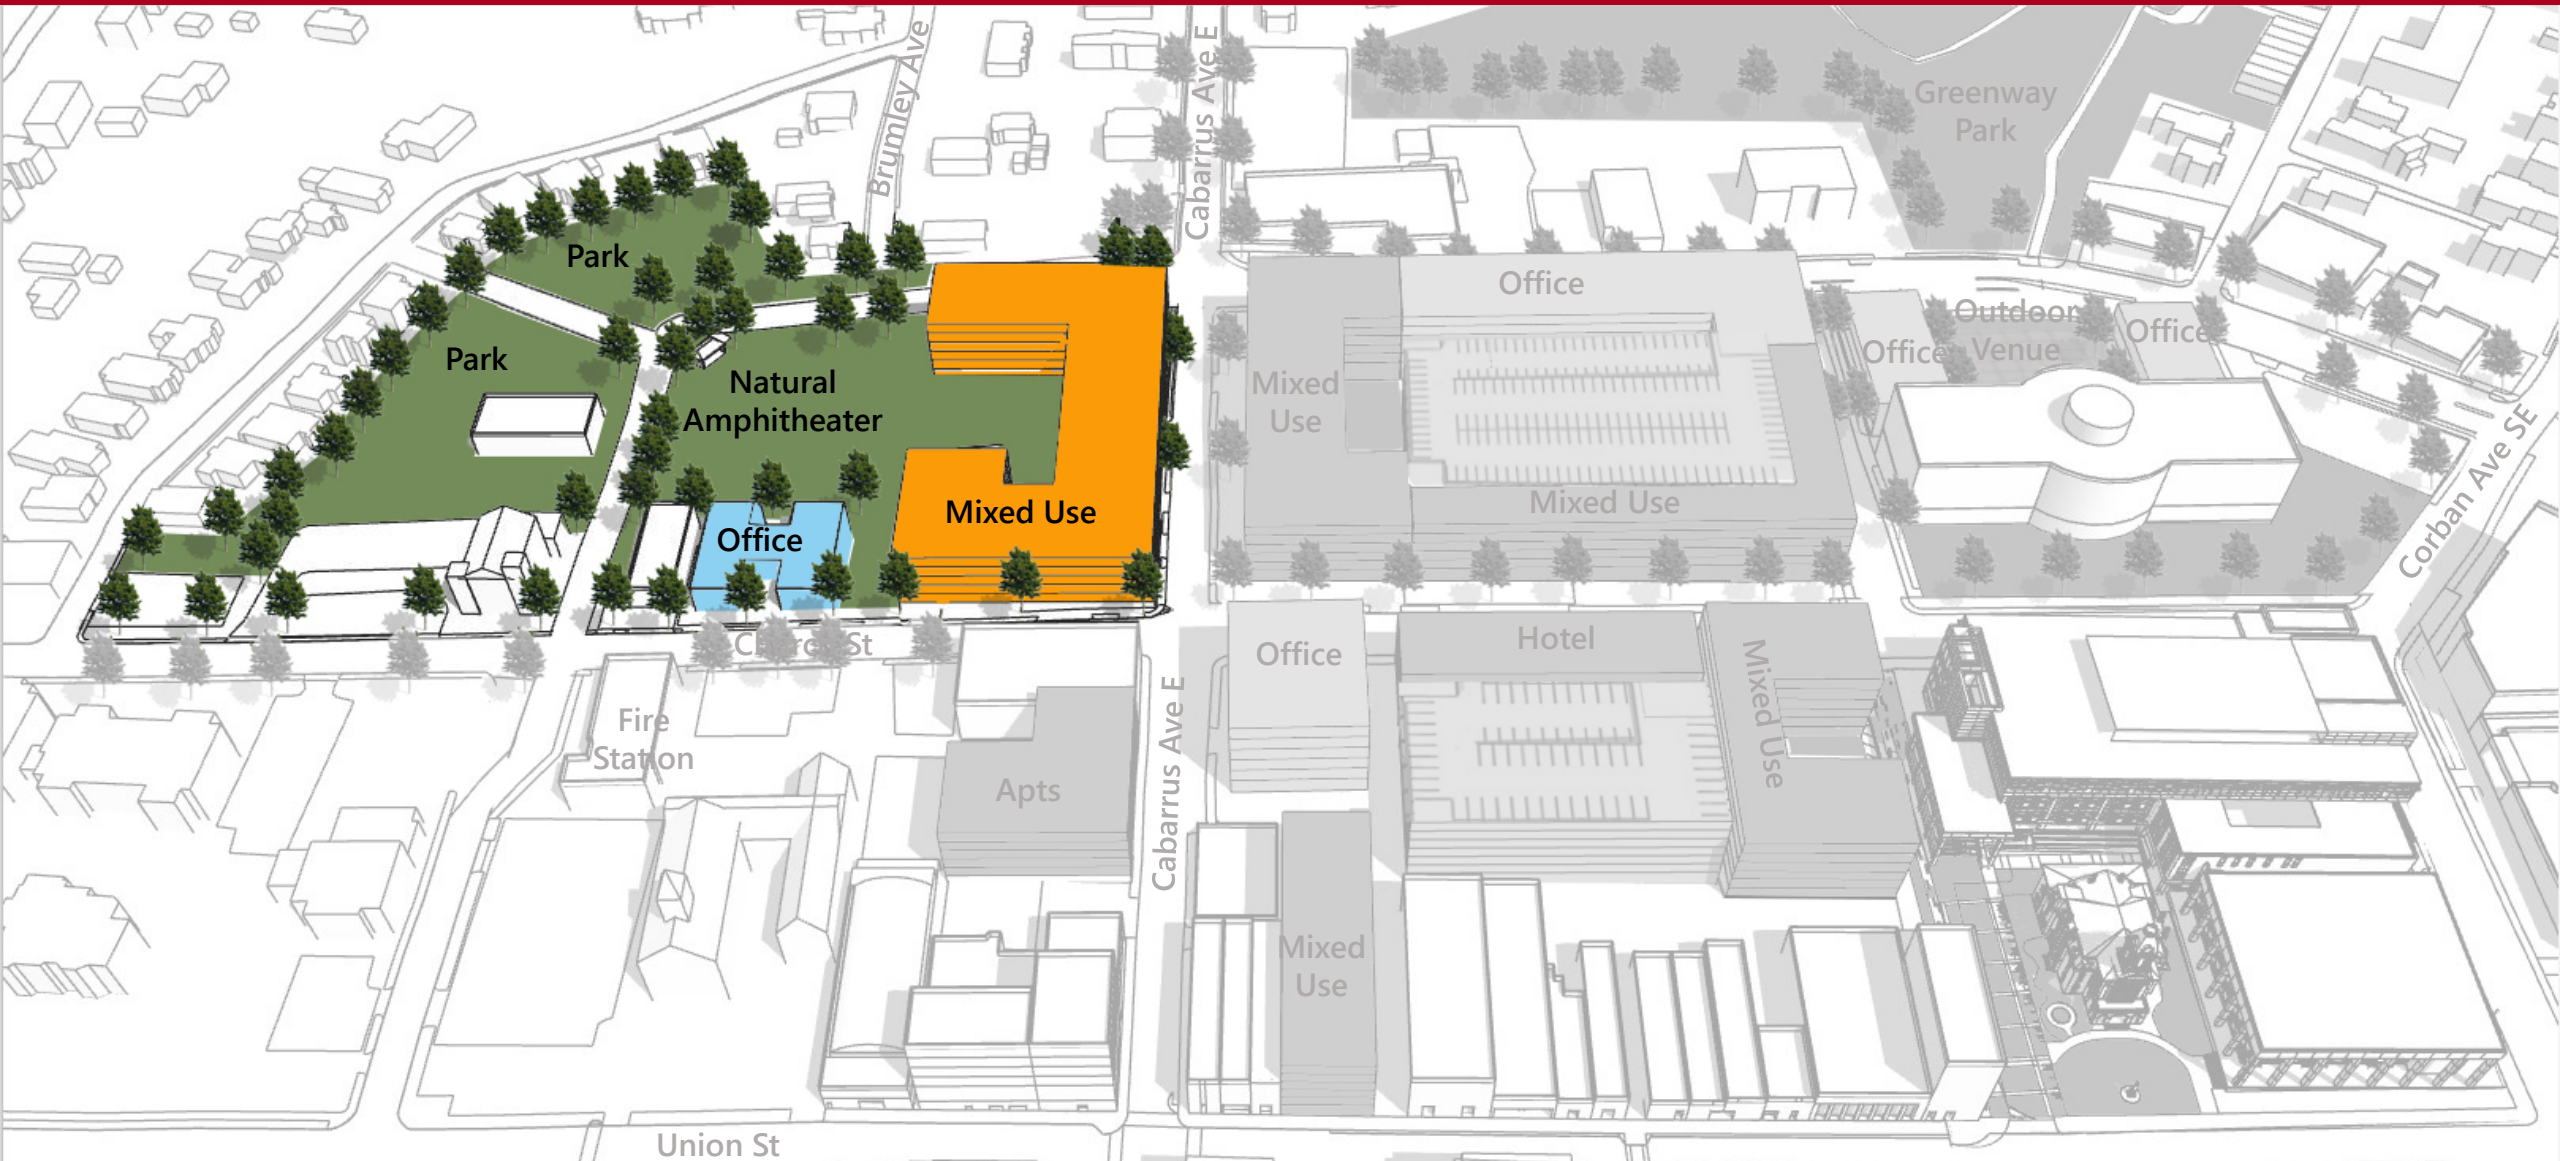 Brumley Ave
Cabarrus Ave E
Greenway
Park
Park
Office
Outdoor
Venue
Office
Office
Park
Natural
Amphitheater
Mixed
Use
Mixed Use
Mixed Use
Office
Corban Ave SE
Church St
Office
Hotel
Mixed Use
Fire
Station
Apts
Cabarrus Ave E
Mixed
Use
Union St